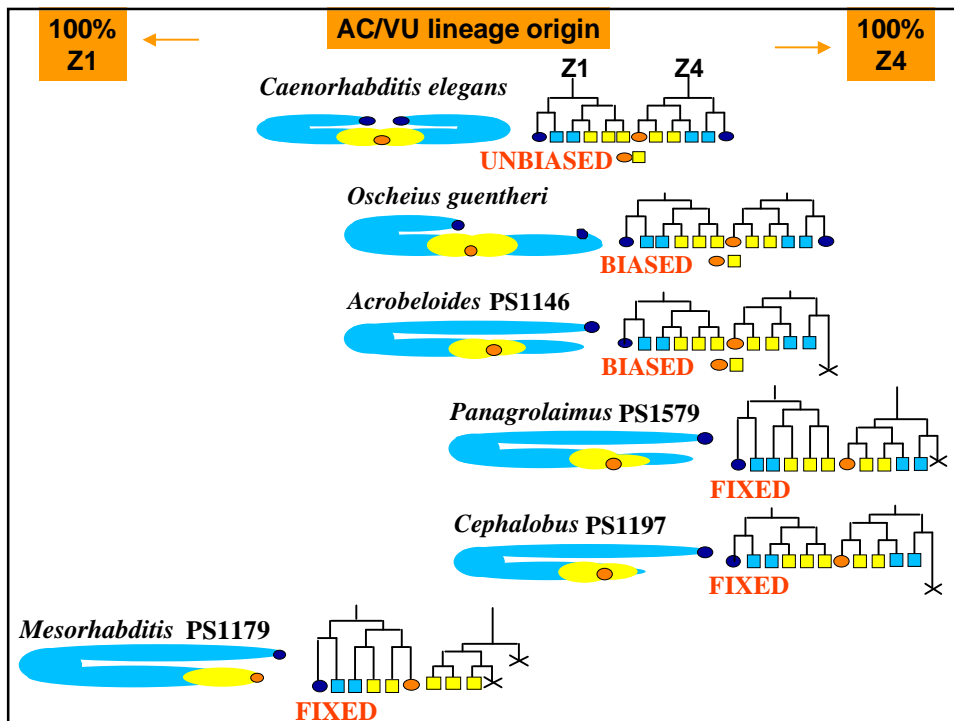 100%
Z1
AC/VU lineage origin
100%
Z4
Z1 Z4
Caenorhabditis elegans
UNBIASED
Oscheius guentheri
BIASED
Acrobeloides PS1146
BIASED
Panagrolaimus PS1579
FIXED
Cephalobus PS1197
FIXED
Mesorhabditis PS1179
FIXED